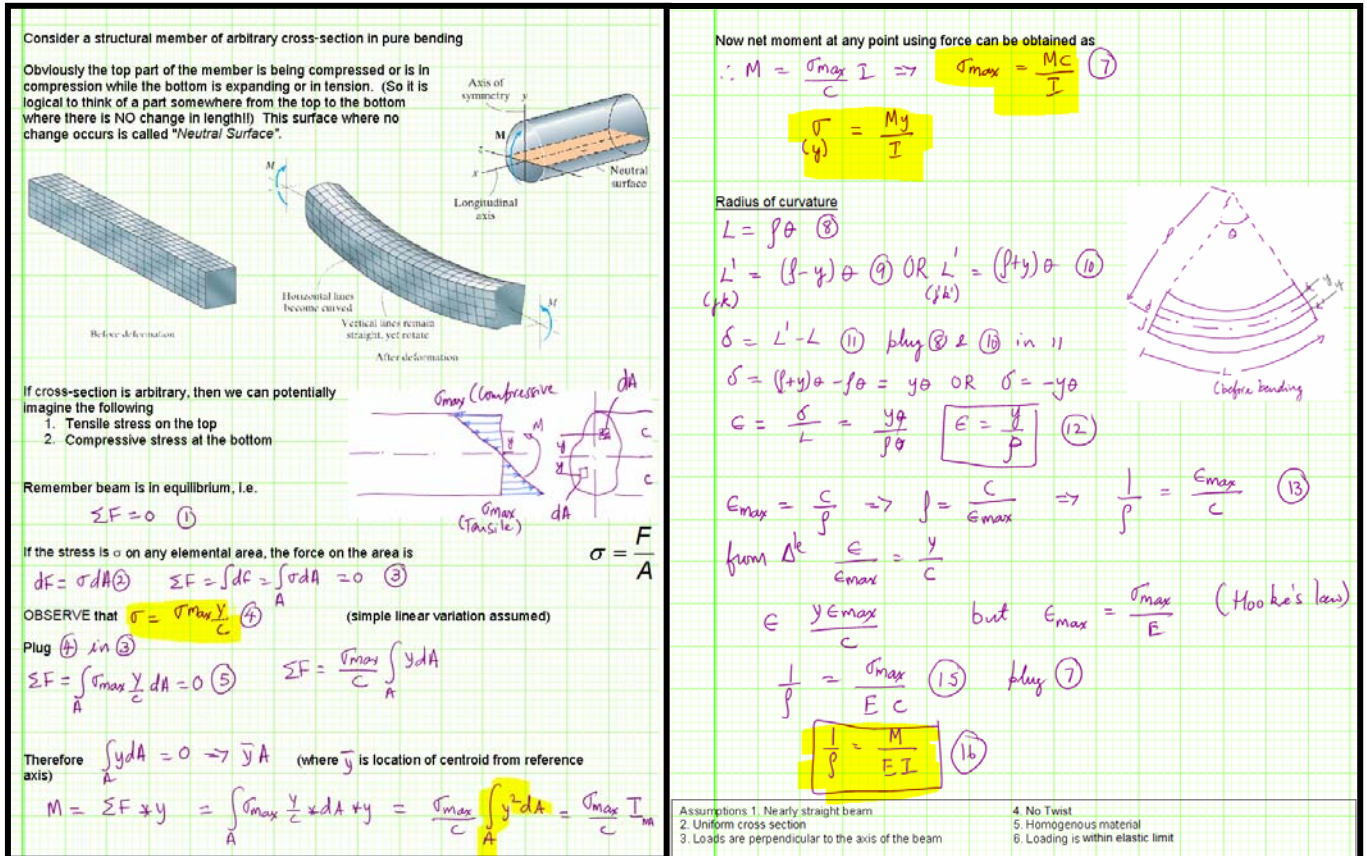 Consider a structural member of arbitrary cross-section in pure bending
Obviously the top part of the member is being compressed or is in
compression while the bottom is expanding or in tension. (So it is
logical to think of a part somewhere from the top to the bottom
where there is NO change in length!!) This surface where no
change occurs is called "Neutral Surface".
Axis of
symmetry
y
M
z
x
Neutral
surface
Longitudinal
axis
M
Horizontal lines
become curved
Vertical lines remain
straight, yet rotate
M
Before deformation
After deformation
If cross-section is arbitrary, then we can potentially
imagine the following
1. Tensile stress on the top
2. Compressive stress at the bottom
σmax (Compressive
dA
M
y
y
y
C
C
σmax
(Tensile)
dA
Remember beam is in equilibrium, i.e.
ΣF = 0 ①
If the stress is σ on any elemental area, the force on the area is
σ = F/A
dF = σdA ② ΣF = ∫dF = ∫_A σdA = 0 ③
OBSERVE that σ = σmax y/c ④ (simple linear variation assumed)
Plug ④ in ③
ΣF = ∫_A σmax y/c dA = 0 ⑤ ΣF = σmax/c ∫_A ydA
Therefore ∫_A ydA = 0 => ȳA (where ȳ is location of centroid from reference
axis)
M = ΣF * y = ∫_A σmax y/c * dA * y = σmax/c ∫_A y²dA = σmax/c I_NA
Now net moment at any point using force can be obtained as
∴ M = σmax/c I => σmax = Mc/I ⑦
σ(y) = My/I
Radius of curvature
L = ρθ ⑧
L' = (ρ-y)θ ⑨ OR L' = (ρ+y)θ ⑩
(jk) (j'k')
δ = L'-L ⑪ plug ⑧ & ⑩ in 11
δ = (ρ+y)θ - ρθ = yθ OR δ = -yθ
ϵ = δ/L = yθ/ρθ ϵ = y/ρ ⑫
θ
ρ
y
L
(before bending
ϵmax = c/ρ => ρ = c/ϵmax => 1/ρ = ϵmax/c ⑬
from Δle ϵ/ϵmax = y/c
ϵ yϵmax/c but ϵmax = σmax/E (Hooke's law)
1/ρ = σmax/E c ⑮ plug ⑦
1/ρ = M/EI ⑯
Assumptions 1. Nearly straight beam
2. Uniform cross section
3. Loads are perpendicular to the axis of the beam
4. No Twist
5. Homogenous material
6. Loading is within elastic limit